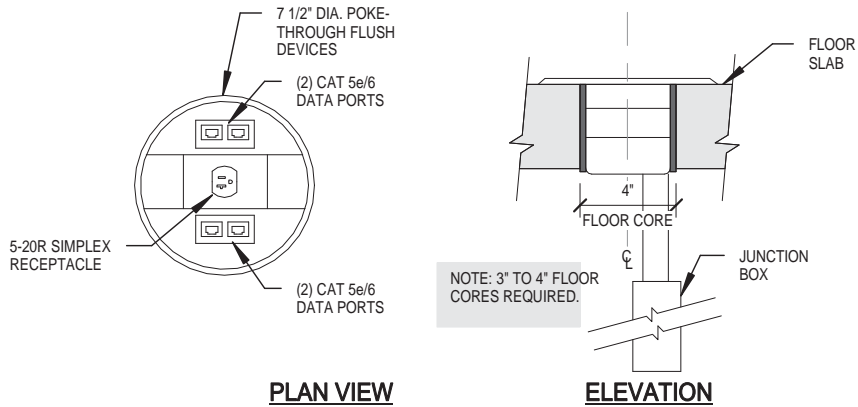 7 1/2" DIA. POKE-
THROUGH FLUSH
DEVICES
(2) CAT 5e/6
DATA PORTS
5-20R SIMPLEX
RECEPTACLE
(2) CAT 5e/6
DATA PORTS
PLAN VIEW
FLOOR
SLAB
4"
FLOOR CORE
℄
NOTE: 3" TO 4" FLOOR
CORES REQUIRED.
JUNCTION
BOX
ELEVATION